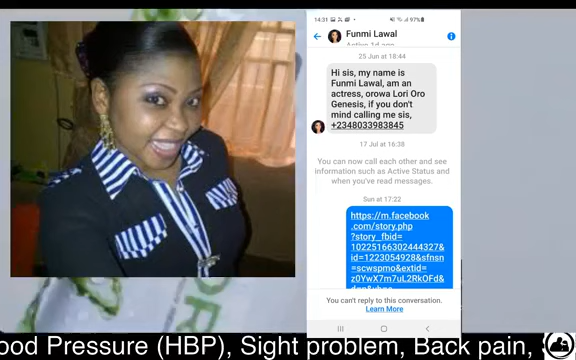 14:31
97%
Funmi Lawal
Active 1d ago
25 Jun at 18:44
Hi sis, my name is
Funmi Lawal, am an
actress, orowa Lori Oro
Genesis, if you don't
mind calling me sis,
+2348033983845
17 Jul at 16:38
You can now call each other and see
information such as Active Status and
when you've read messages.
Sun at 17:22
https://m.facebook
.com/story.php
?story_fbid=
10225166302444327&
id=1223054928&sfnsn
=scwspmo&extid=
z0YwX7m7uL2RkOFd&
You can't reply to this conversation.
Learn More
ood Pressure (HBP), Sight problem, Back pain,